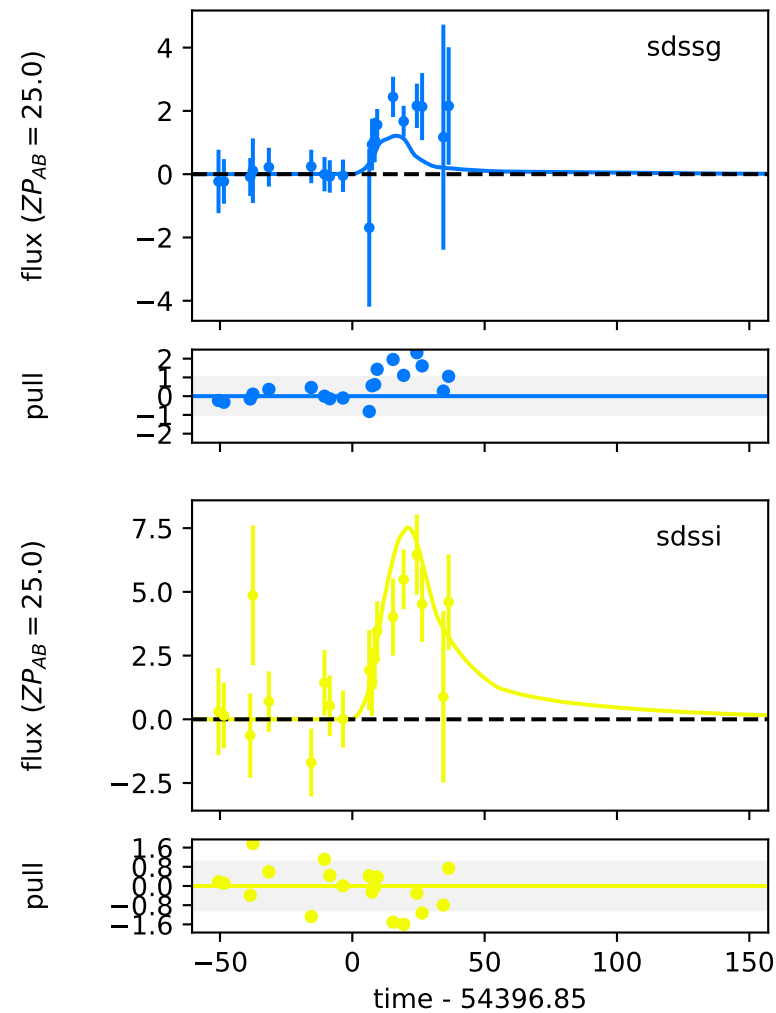 sdssg
flux (ZP_AB = 25.0)
4
2
0
−2
−4
pull
2
1
0
−1
−2
sdssi
flux (ZP_AB = 25.0)
7.5
5.0
2.5
0.0
−2.5
pull
1.6
0.8
0.0
−0.8
−1.6
−50 0 50 100 150
time - 54396.85